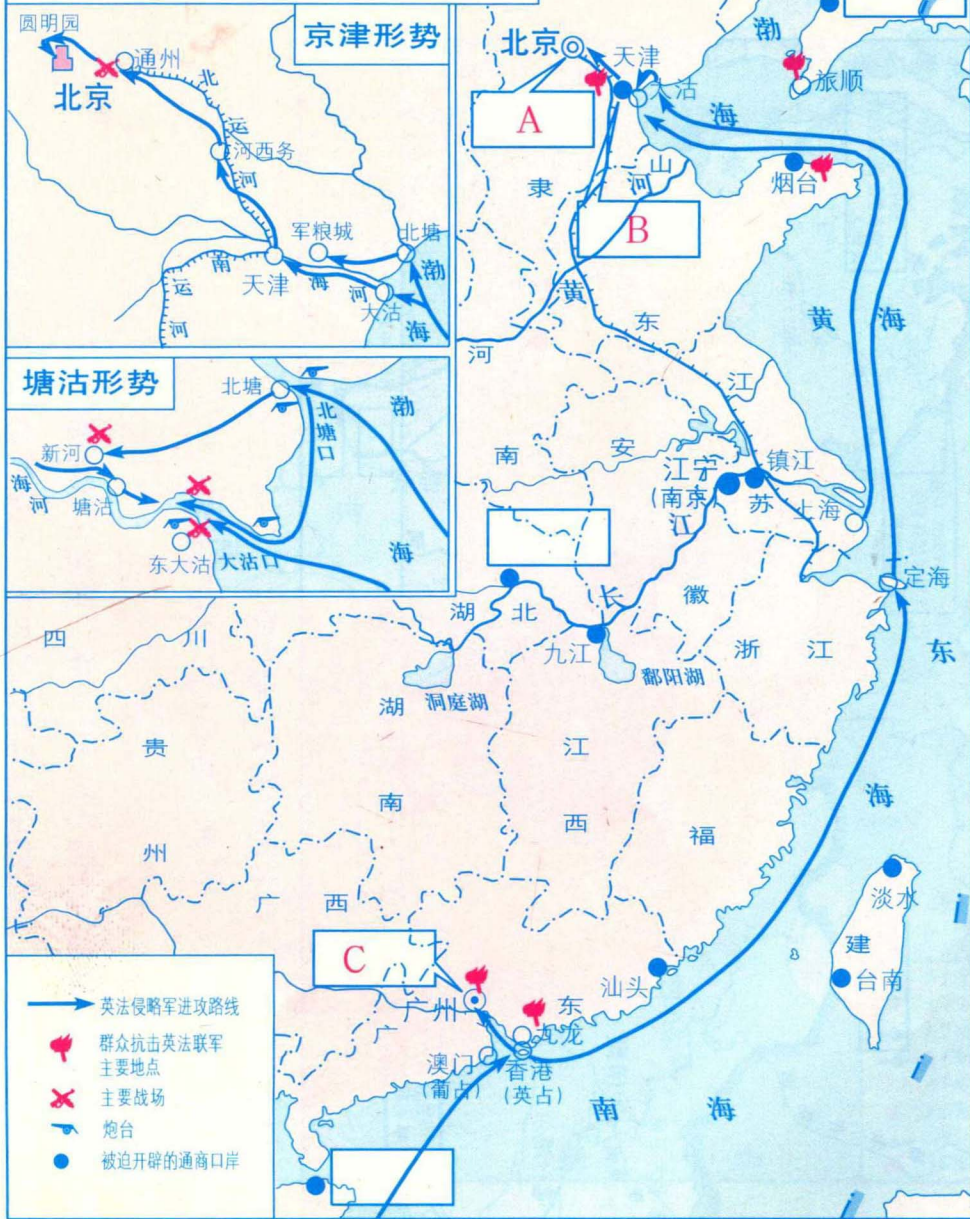 京津形势
圆明园
通州
北京
北
运
河
河西务
军粮城
北塘
天津
南
运
河
海
河
大沽
渤
海
塘沽形势
北塘
北塘口
渤
海
新河
海
河
塘沽
东大沽
大沽口
北京
天津
大沽
渤
海
旅顺
A
隶
山
河
烟台
B
黄
东
河
黄
海
江
南
安
江宁
(南京)
镇江
苏
上海
江
定海
湖
北
长
徽
九江
鄱阳湖
浙
江
东
四
川
洞庭湖
湖
南
江
西
贵
州
福
海
广
西
淡水
建
台南
C
广州
广
东
汕头
九龙
澳门
(葡占)
香港
(英占)
南
海
英法侵略军进攻路线
群众抗击英法联军
主要地点
主要战场
炮台
被迫开辟的通商口岸